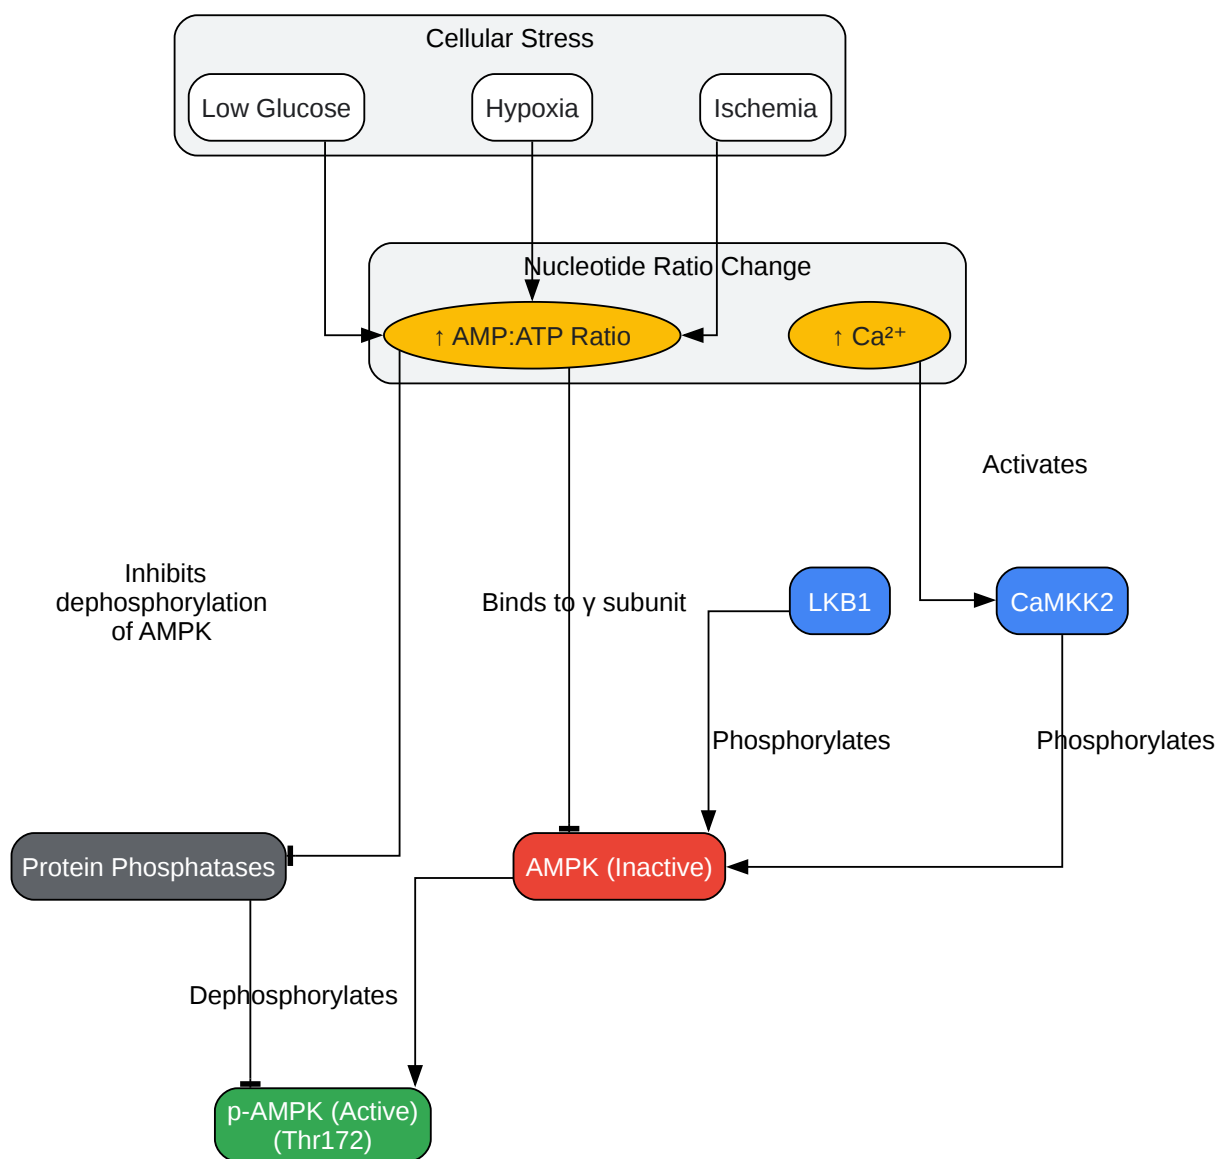 Cellular Stress
Low Glucose
Hypoxia
Ischemia
Nucleotide Ratio Change
↑ AMP:ATP Ratio
↑ Ca²⁺
Activates
Inhibits
dephosphorylation
of AMPK
Binds to γ subunit
LKB1
CaMKK2
Phosphorylates
Phosphorylates
Protein Phosphatases
AMPK (Inactive)
Dephosphorylates
p-AMPK (Active)
(Thr172)